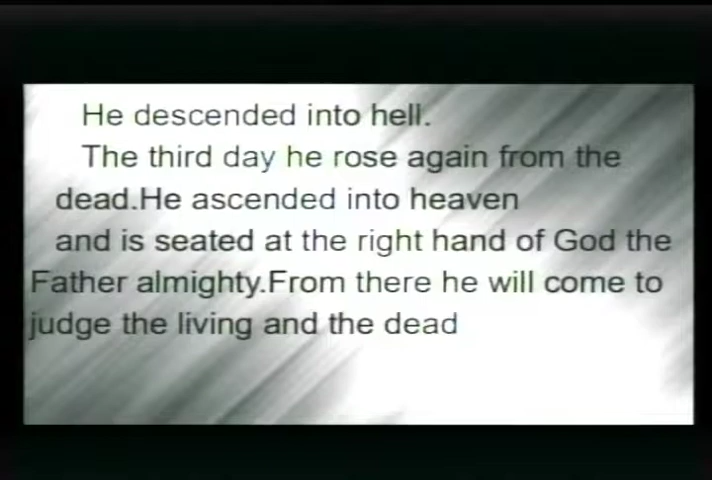 He descended into hell.
The third day he rose again from the
dead.He ascended into heaven
and is seated at the right hand of God the
Father almighty.From there he will come to
judge the living and the dead